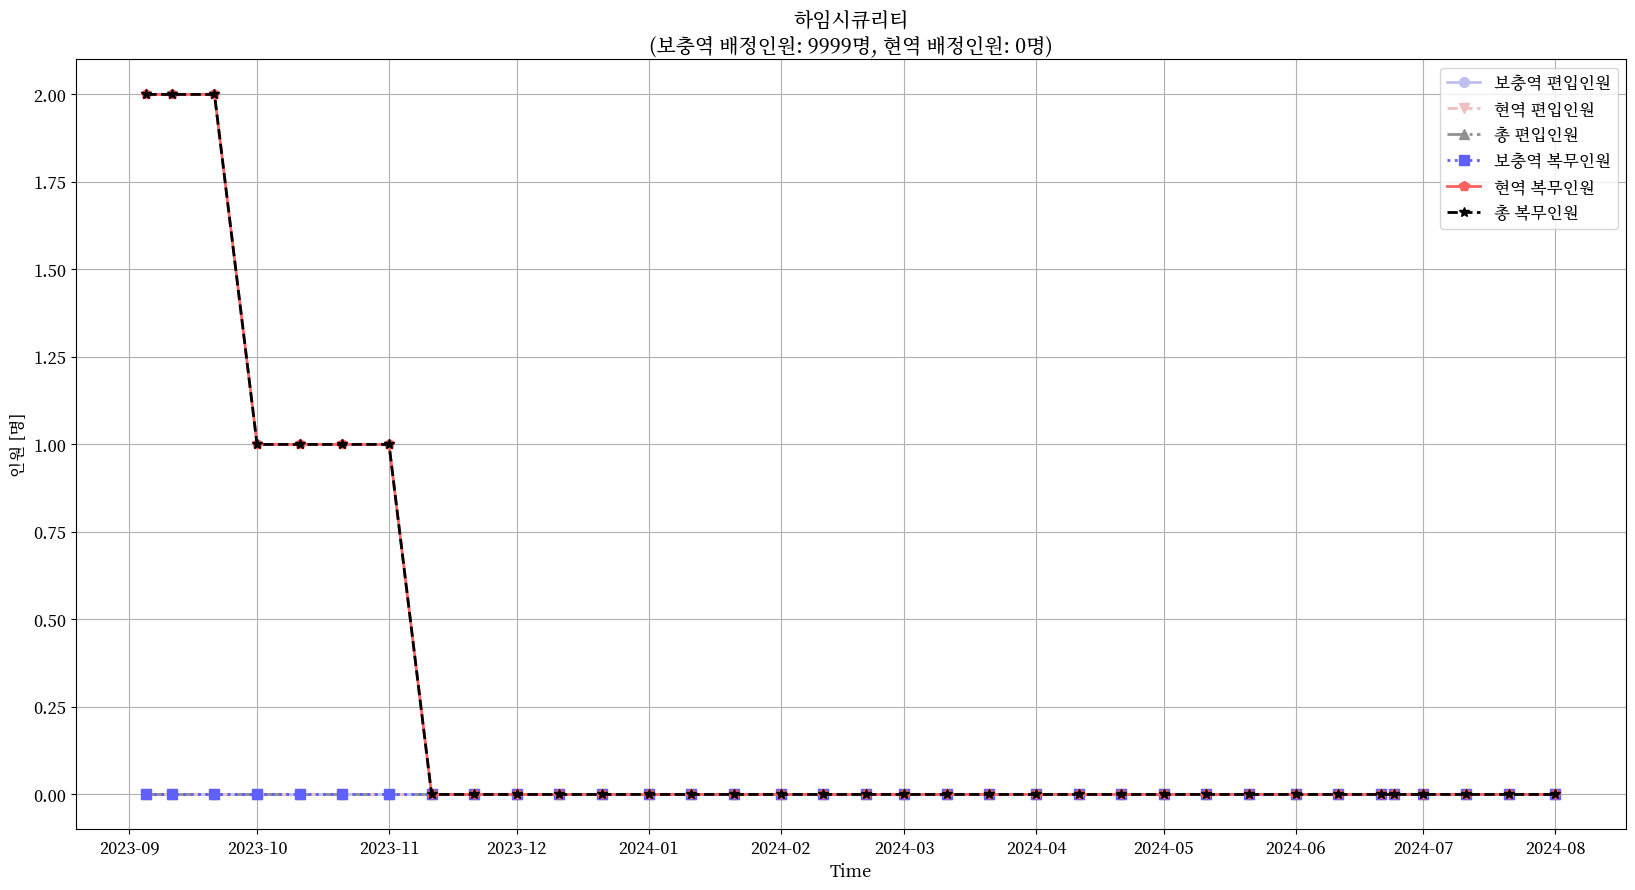 하임시큐리티
(보충역 배정인원: 9999명, 현역 배정인원: 0명)
보충역 편입인원
현역 편입인원
총 편입인원
보충역 복무인원
현역 복무인원
총 복무인원
인원 [명]
2.00
1.75
1.50
1.25
1.00
0.75
0.50
0.25
0.00
2023-09 2023-10 2023-11 2023-12 2024-01 2024-02 2024-03 2024-04 2024-05 2024-06 2024-07 2024-08
Time